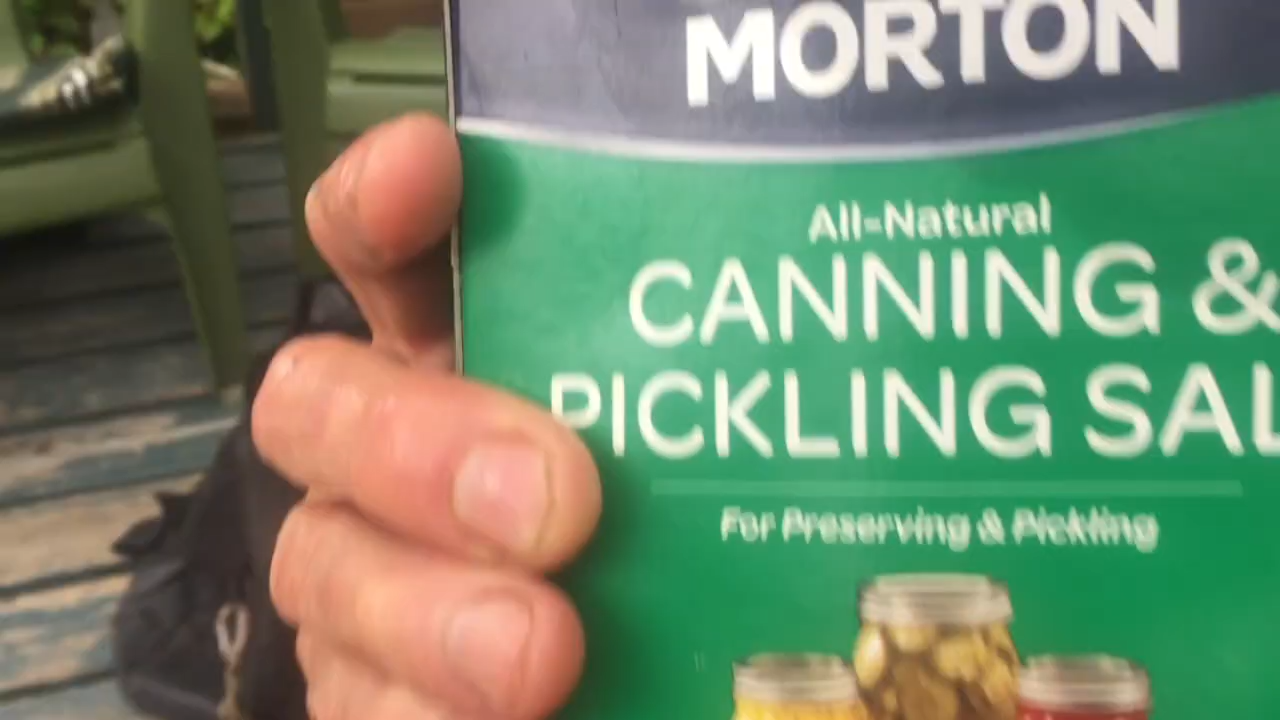 MORTON
All-Natural
CANNING &
PICKLING SAL
For Preserving & Pickling